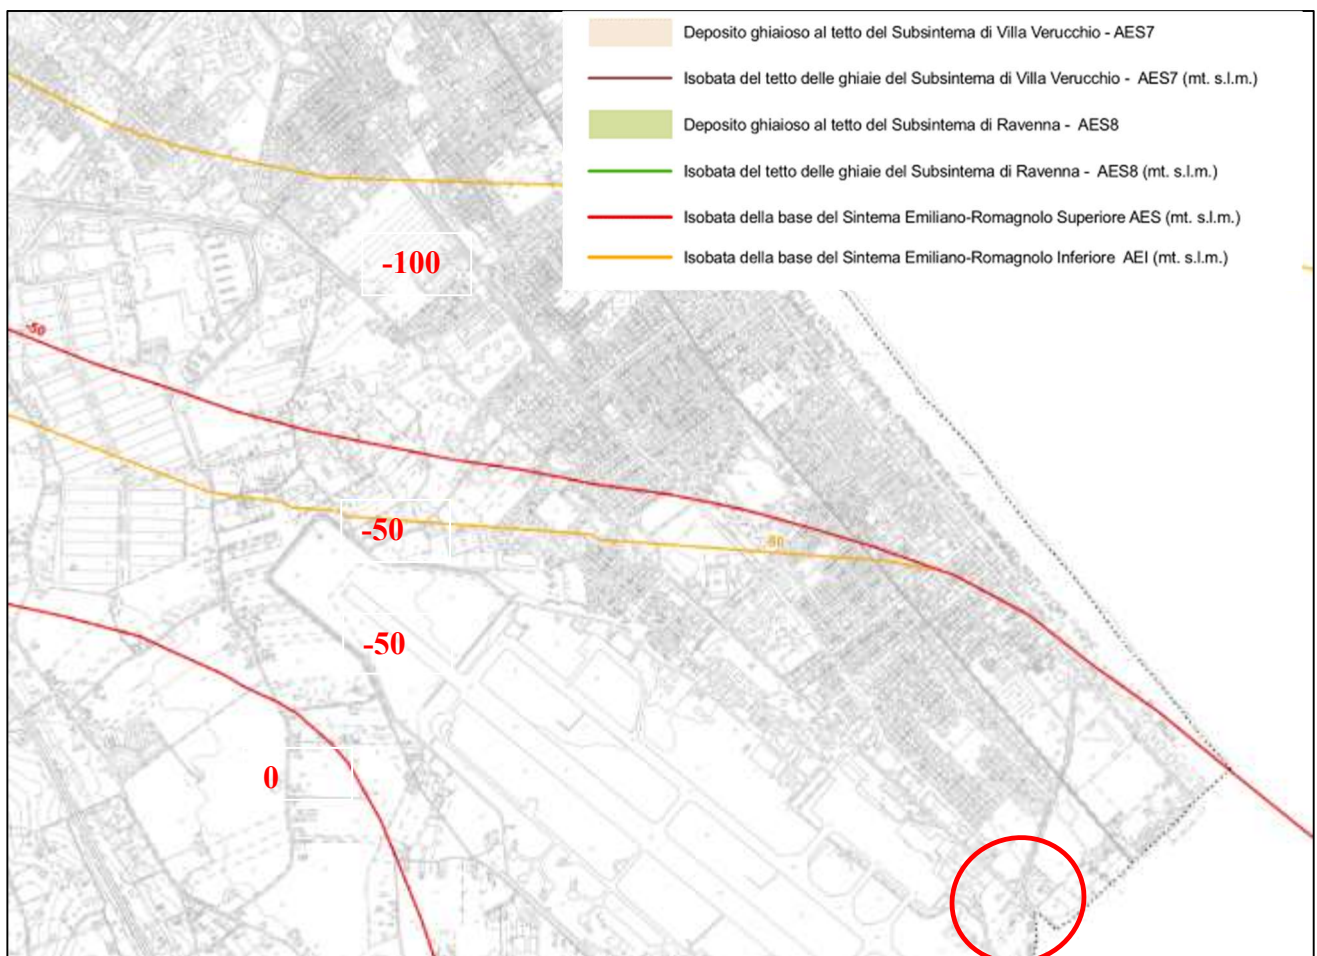 Deposito ghiaioso al tetto del Subsintema di Villa Verucchio - AES7
Isobata del tetto delle ghiaie del Subsintema di Villa Verucchio - AES7 (mt. s.l.m.)
Deposito ghiaioso al tetto del Subsintema di Ravenna - AES8
Isobata del tetto delle ghiaie del Subsintema di Ravenna - AES8 (mt. s.l.m.)
Isobata della base del Sintema Emiliano-Romagnolo Superiore AES (mt. s.l.m.)
Isobata della base del Sintema Emiliano-Romagnolo Inferiore AEI (mt. s.l.m.)
-100
-50
-50
-50
0